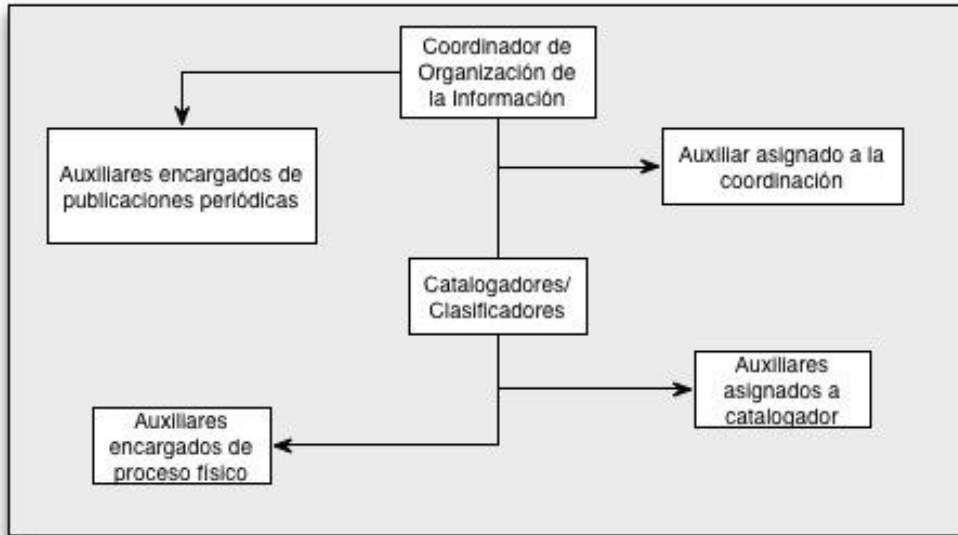 Coordinador de
Organización de
la Información
Auxiliares encargados de
publicaciones periódicas
Auxiliar asignado a la
coordinación
Catalogadores/
Clasificadores
Auxiliares
asignados a
catalogador
Auxiliares
encargados de
proceso físico